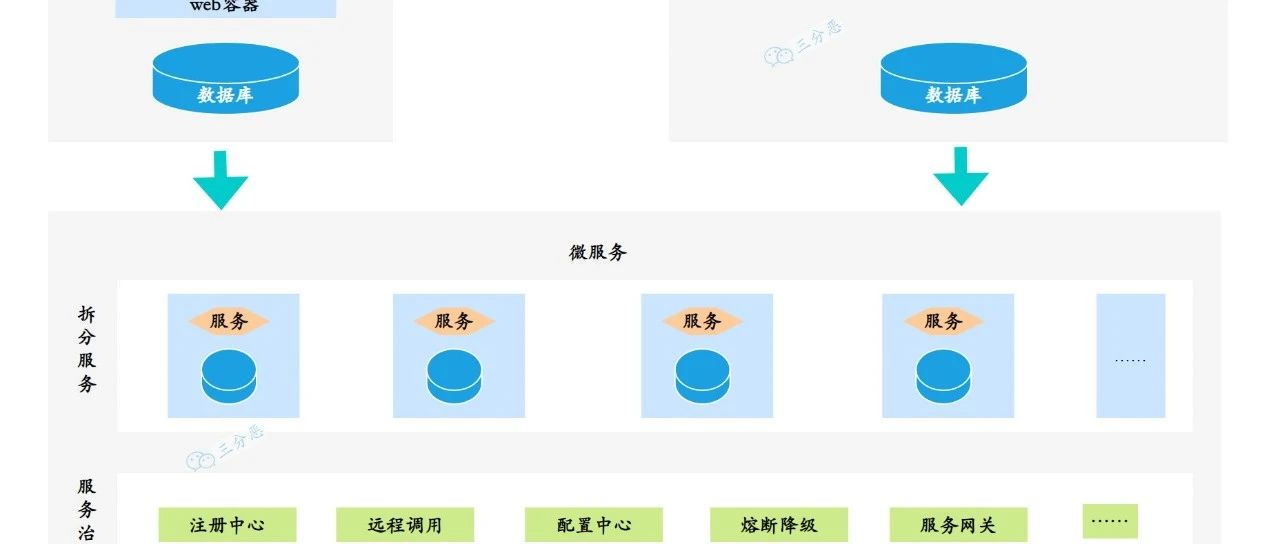 web容器
三分恶
数据库
数据库
微服务
拆分服务
服务
服务
服务
服务
······
三分恶
服务治
注册中心
远程调用
配置中心
熔断降级
服务网关
······